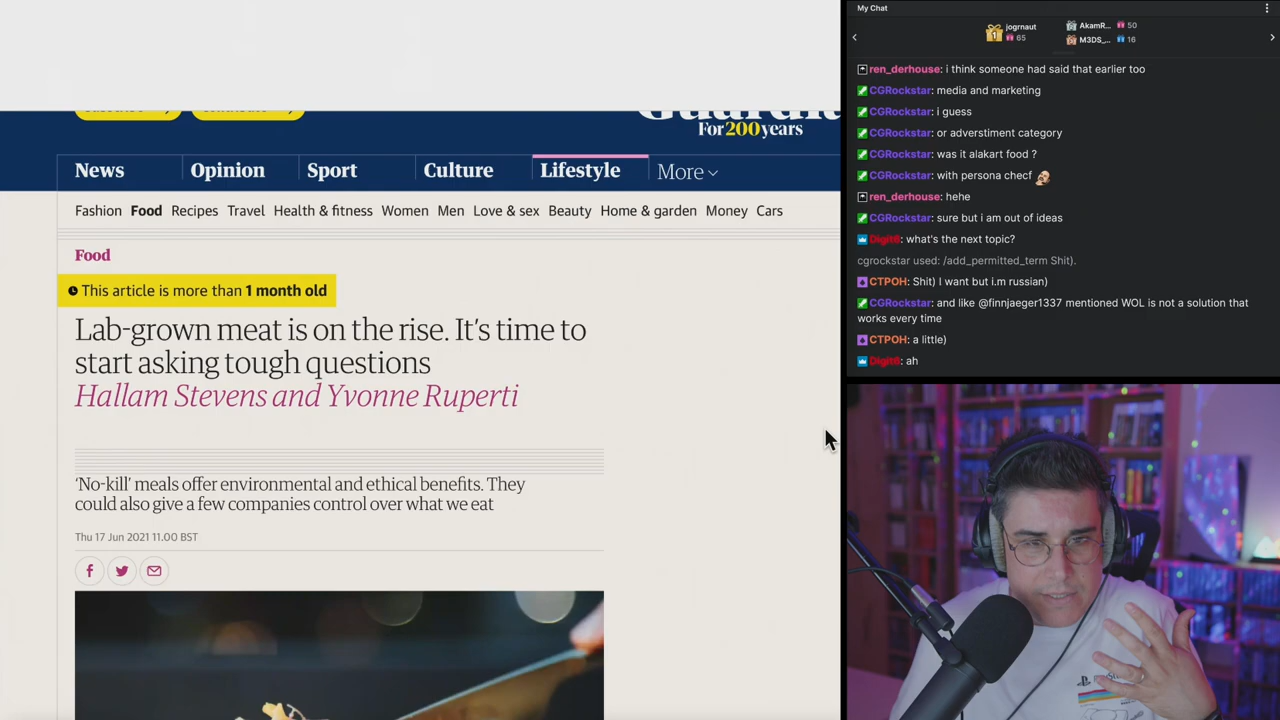 For 200 years
News Opinion Sport Culture Lifestyle More
Fashion Food Recipes Travel Health & fitness Women Men Love & sex Beauty Home & garden Money Cars
Food
This article is more than 1 month old
Lab-grown meat is on the rise. It's time to
start asking tough questions
Hallam Stevens and Yvonne Ruperti
'No-kill' meals offer environmental and ethical benefits. They
could also give a few companies control over what we eat
Thu 17 Jun 2021 11.00 BST
My Chat
1 jogrnaut
65
AkamR... 50
M3DS_... 16
ren_derhouse: i think someone had said that earlier too
CGRockstar: media and marketing
CGRockstar: i guess
CGRockstar: or adverstiment category
CGRockstar: was it alakart food ?
CGRockstar: with persona checf
ren_derhouse: hehe
CGRockstar: sure but i am out of ideas
Digit8: what's the next topic?
cgrockstar used: /add_permitted_term Shit).
CTPOH: Shit) I want but i.m russian)
CGRockstar: and like @finnjaeger1337 mentioned WOL is not a solution that
works every time
CTPOH: a little)
Digit8: ah